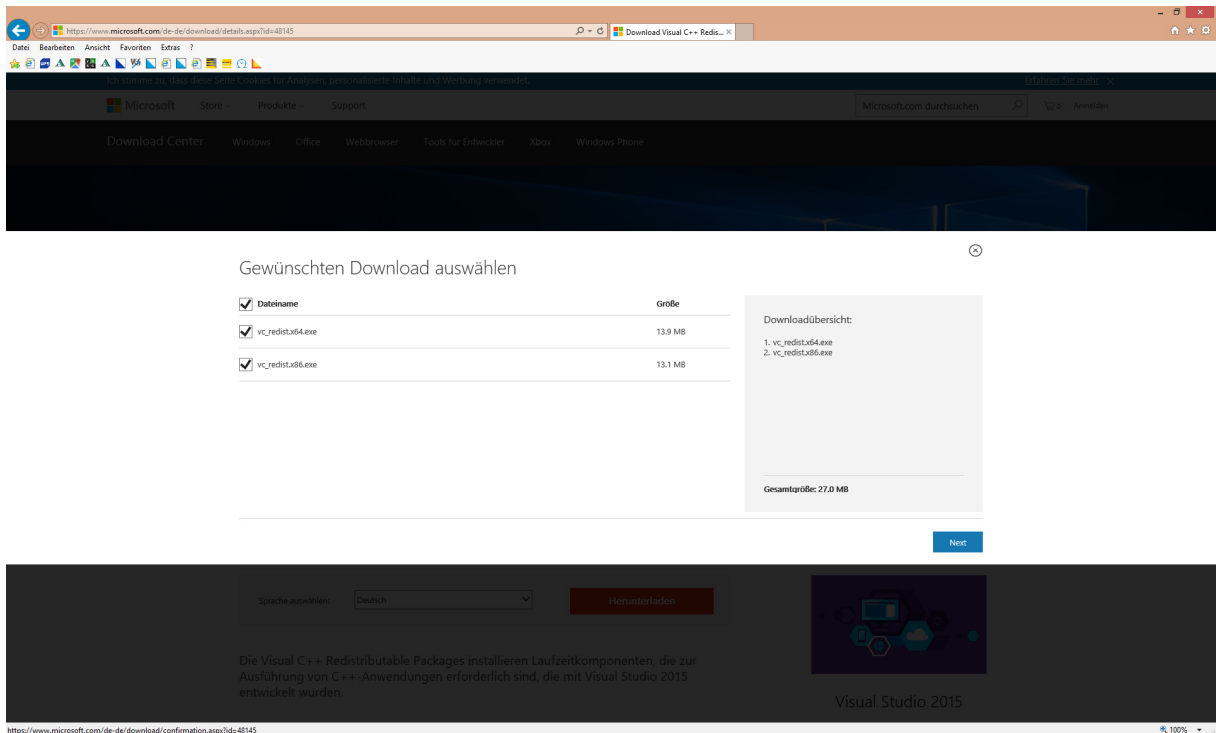 https://www.microsoft.com/de-de/download/details.aspx?id=48145
Download Visual C++ Redis...
Datei Bearbeiten Ansicht Favoriten Extras ?
Ich stimme zu, dass diese Seite Cookies für Analysen, personalisierte Inhalte und Werbung verwendet.
Erfahren Sie mehr
Microsoft Store Produkte Support
Microsoft.com durchsuchen
Anmelden
Download Center Windows Office Webbrowser Tools für Entwickler Xbox Windows Phone
Gewünschten Download auswählen
Dateiname Größe
vc_redist.x64.exe 13.9 MB
vc_redist.x86.exe 13.1 MB
Downloadübersicht:
1. vc_redist.x64.exe
2. vc_redist.x86.exe
Gesamtgröße: 27.0 MB
Next
Sprache auswählen: Deutsch Herunterladen
Die Visual C++ Redistributable Packages installieren Laufzeitkomponenten, die zur
Ausführung von C++-Anwendungen erforderlich sind, die mit Visual Studio 2015
entwickelt wurden.
Visual Studio 2015
https://www.microsoft.com/de-de/download/confirmation.aspx?id=48145
100%